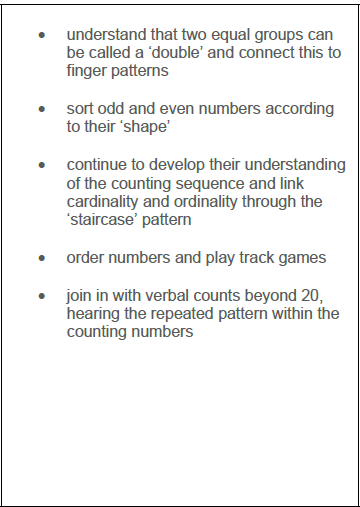 • understand that two equal groups can
be called a ‘double’ and connect this to
finger patterns
• sort odd and even numbers according
to their ‘shape’
• continue to develop their understanding
of the counting sequence and link
cardinality and ordinality through the
‘staircase’ pattern
• order numbers and play track games
• join in with verbal counts beyond 20,
hearing the repeated pattern within the
counting numbers